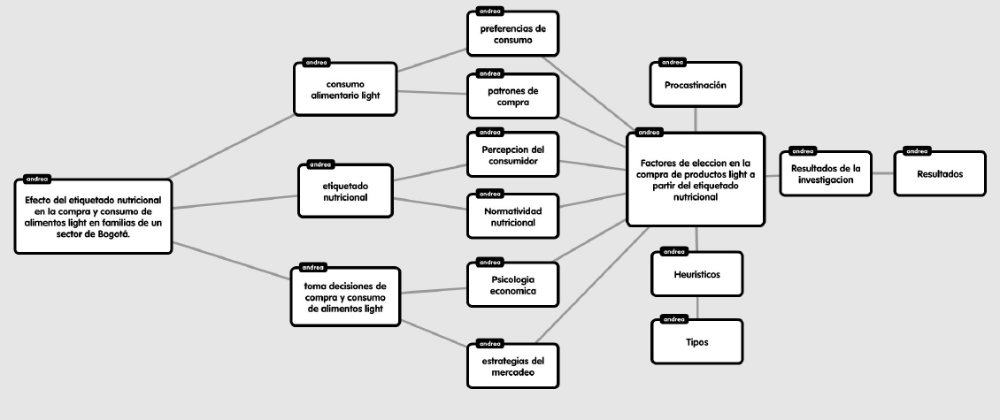 andrea
Efecto del etiquetado nutricional
en la compra y consumo de
alimentos light en familias de un
sector de Bogotá.
andrea
consumo
alimentario light
andrea
etiquetado
nutricional
andrea
toma decisiones de
compra y consumo
de alimentos light
andrea
preferencias de
consumo
andrea
patrones de
compra
andrea
Percepcion del
consumidor
andrea
Normatividad
nutricional
andrea
Psicologia
economica
andrea
estrategias del
mercadeo
andrea
Procastinación
andrea
Factores de eleccion en la
compra de productos light a
partir del etiquetado
nutricional
andrea
Heuristicos
andrea
Tipos
andrea
Resultados de la
investigacion
andrea
Resultados